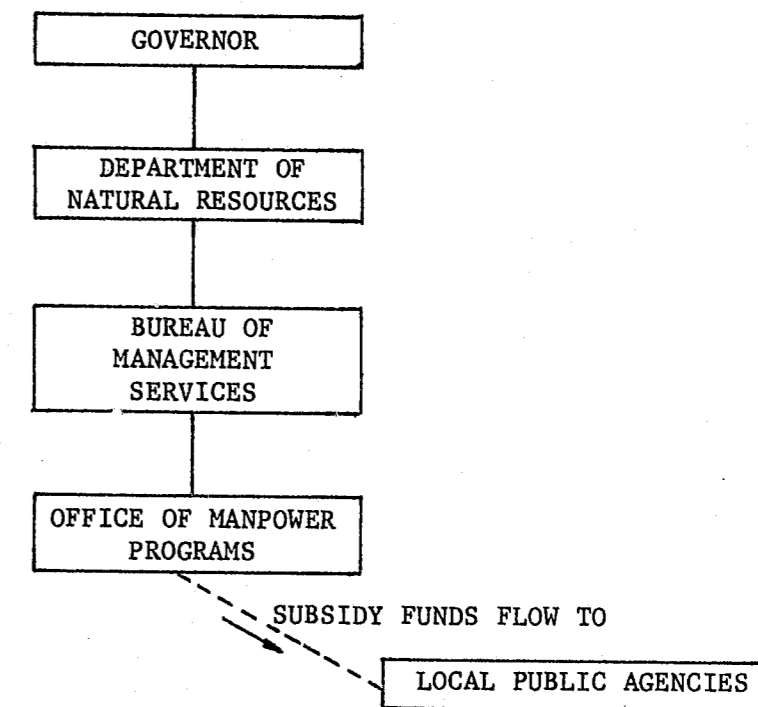 GOVERNOR
DEPARTMENT OF
NATURAL RESOURCES
BUREAU OF
MANAGEMENT
SERVICES
OFFICE OF MANPOWER
PROGRAMS
SUBSIDY FUNDS FLOW TO
LOCAL PUBLIC AGENCIES